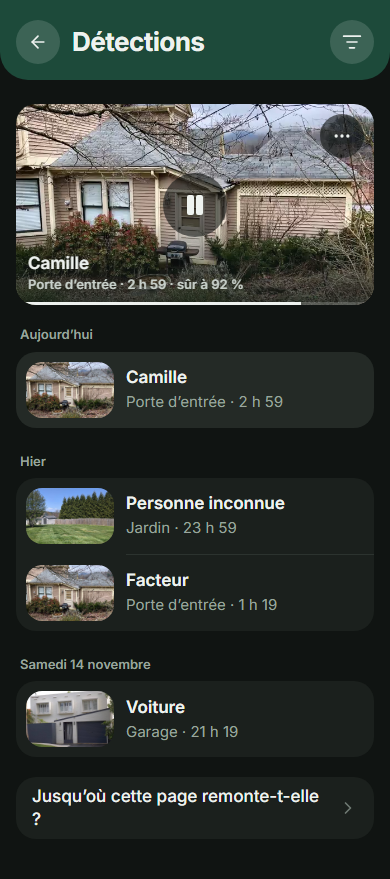 Détections
Camille
Porte d’entrée · 2 h 59 · sûr à 92 %
Aujourd’hui
Camille
Porte d’entrée · 2 h 59
Hier
Personne inconnue
Jardin · 23 h 59
Facteur
Porte d’entrée · 1 h 19
Samedi 14 novembre
Voiture
Garage · 21 h 19
Jusqu’où cette page remonte-t-elle
?